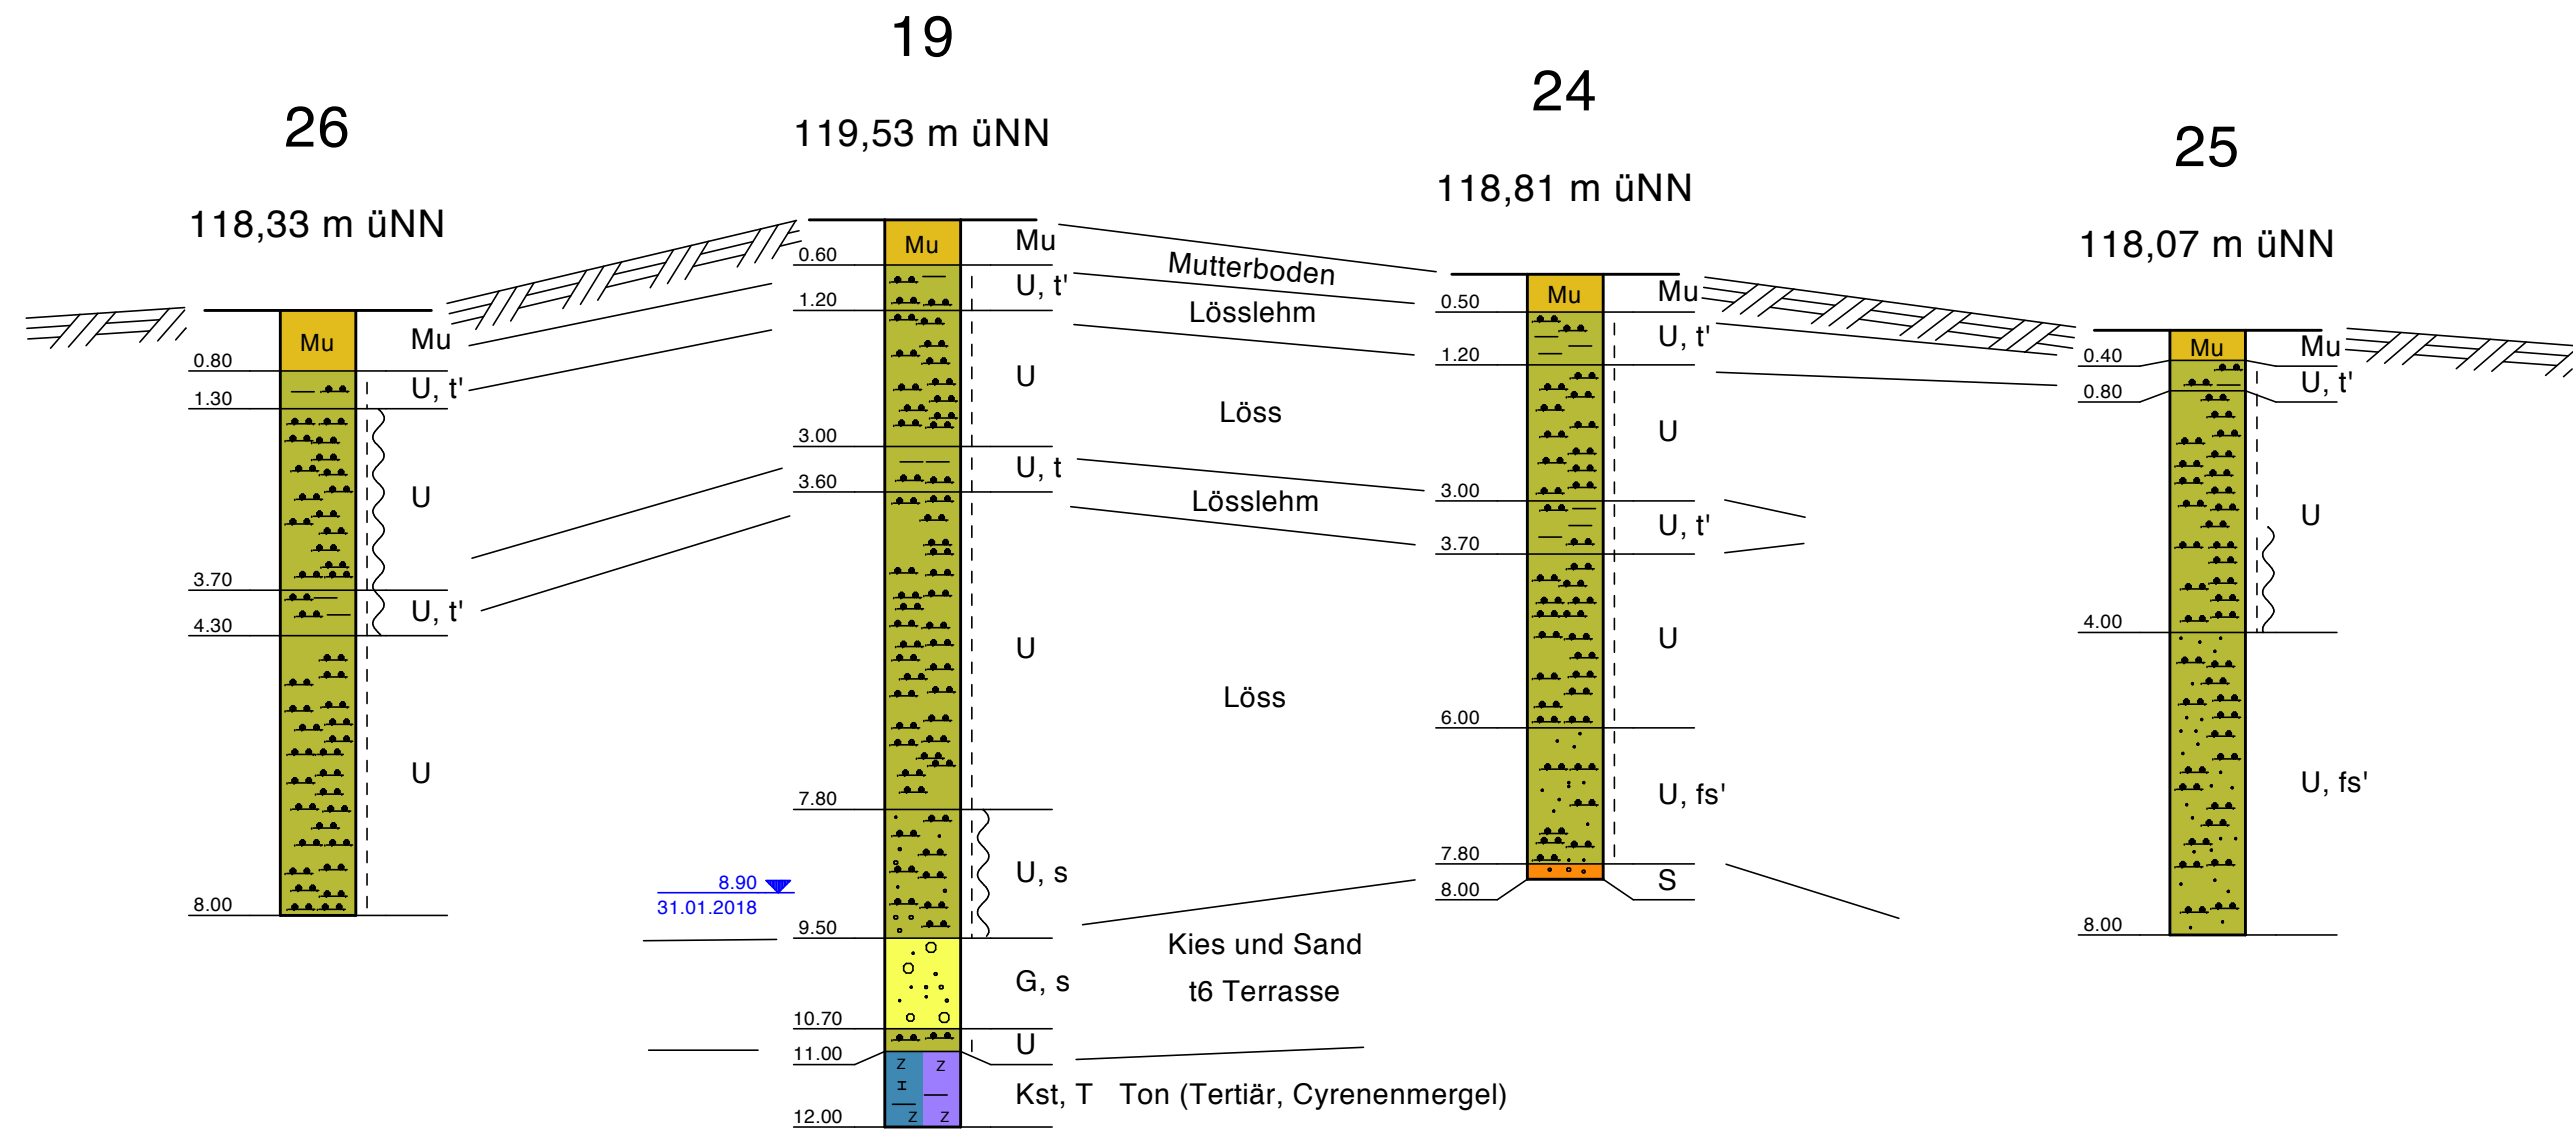 26
118,33 m üNN
Mu
Mu
0.80
U, t'
1.30
U
3.70
U, t'
4.30
U
8.00
19
119,53 m üNN
Mu
Mu
0.60
U, t'
1.20
U
3.00
U, t
3.60
U
7.80
U, s
8.90
31.01.2018
9.50
G, s
10.70
U
11.00
z z
I
z z
Kst, T Ton (Tertiär, Cyrenenmergel)
12.00
Mutterboden
Lösslehm
Löss
Lösslehm
Löss
Kies und Sand
t6 Terrasse
24
118,81 m üNN
Mu
Mu
0.50
U, t'
1.20
U
3.00
U, t'
3.70
U
6.00
U, fs'
7.80
S
8.00
25
118,07 m üNN
Mu
Mu
0.40
U, t'
0.80
U
4.00
U, fs'
8.00